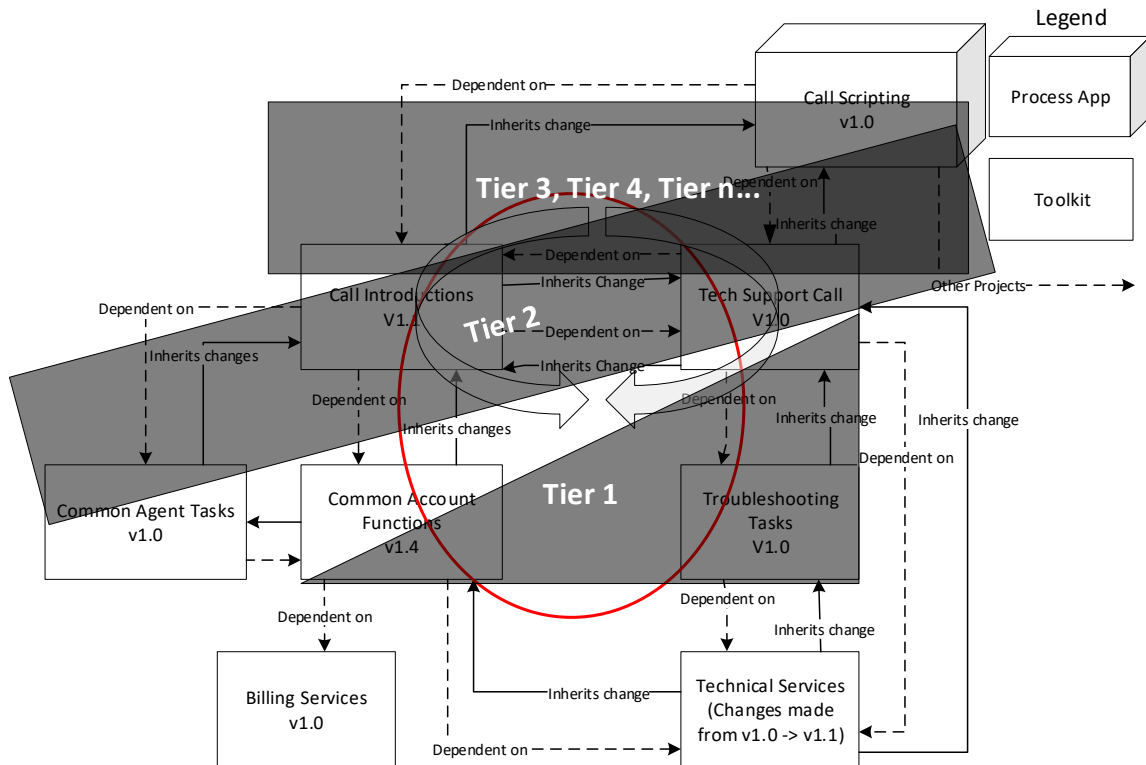 Legend
Process App
Toolkit
Call Scripting
v1.0
Dependent on
Inherits change
Tier 3, Tier 4, Tier n...
Dependent on
Inherits change
Dependent on
Inherits Change
Call Introductions
V1.1
Tech Support Call
V1.0
Other Projects
Dependent on
Tier 2
Dependent on
Inherits changes
Inherits Change
Dependent on
Inherits changes
Dependent on
Inherits change
Inherits change
Dependent on
Tier 1
Common Agent Tasks
v1.0
Common Account
Functions
v1.4
Troubleshooting
Tasks
V1.0
Dependent on
Dependent on
Inherits change
Billing Services
v1.0
Inherits change
Technical Services
(Changes made
from v1.0 -> v1.1)
Dependent on